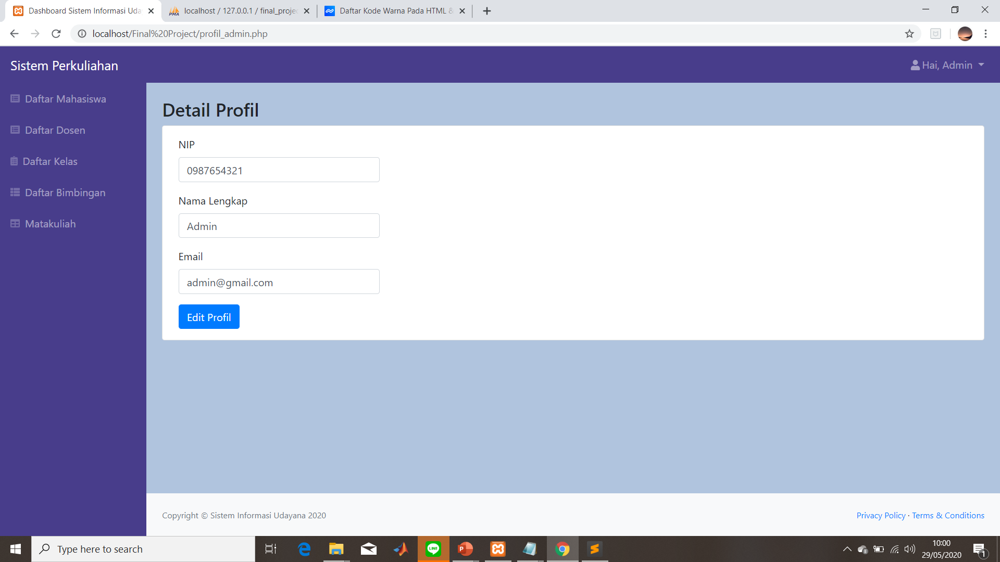 Dashboard Sistem Informasi Uda
localhost / 127.0.0.1 / final_projec
Daftar Kode Warna Pada HTML &
localhost/Final%20Project/profil_admin.php
Sistem Perkuliahan
Hai, Admin
Daftar Mahasiswa
Daftar Dosen
Daftar Kelas
Daftar Bimbingan
Matakuliah
Detail Profil
NIP
0987654321
Nama Lengkap
Admin
Email
admin@gmail.com
Edit Profil
Copyright © Sistem Informasi Udayana 2020
Privacy Policy · Terms & Conditions
Type here to search
LINE
10:00
29/05/2020
1